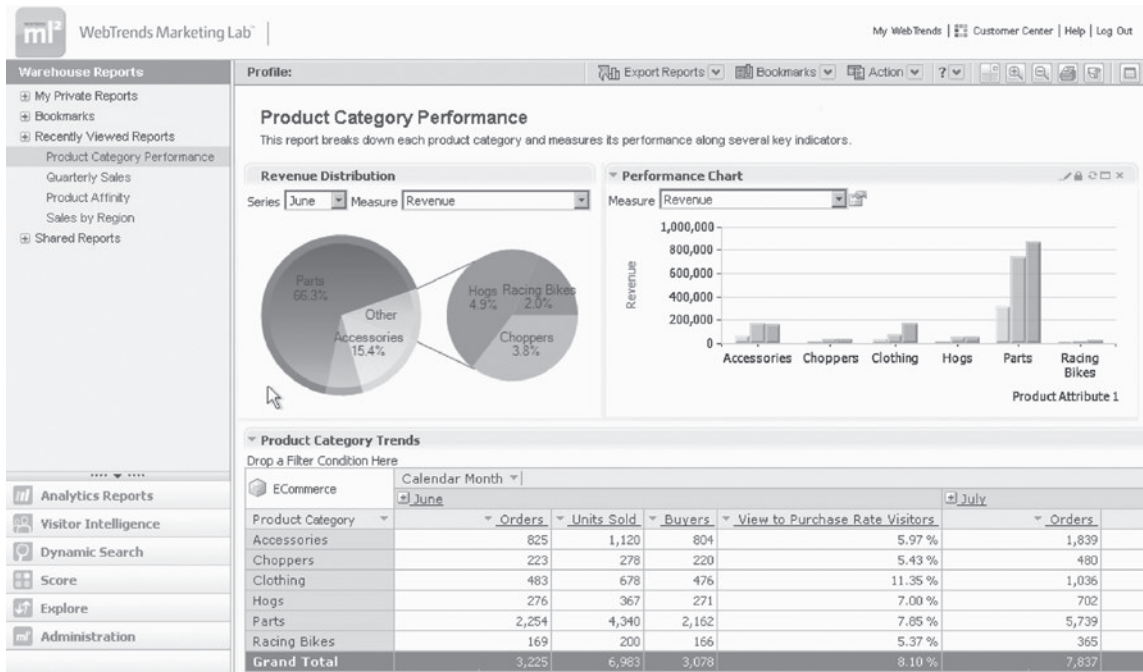 ml²
WebTrends Marketing Lab™
My WebTrends | Customer Center | Help | Log Out
Warehouse Reports
My Private Reports
Bookmarks
Recently Viewed Reports
Product Category Performance
Quarterly Sales
Product Affinity
Sales by Region
Shared Reports
Analytics Reports
Visitor Intelligence
Dynamic Search
Score
Explore
Administration
Profile:
Export Reports
Bookmarks
Action
?
Product Category Performance
This report breaks down each product category and measures its performance along several key indicators.
Revenue Distribution
Series June Measure Revenue
Parts
66.3%
Other
Accessories
15.4%
Hogs
4.9%
Racing Bikes
2.0%
Choppers
3.8%
Performance Chart
Measure Revenue
Revenue
1,000,000
800,000
600,000
400,000
200,000
0
Accessories Choppers Clothing Hogs Parts Racing Bikes
Product Attribute 1
Product Category Trends
Drop a Filter Condition Here
ECommerce
Calendar Month
June July
Product Category Orders Units Sold Buyers View to Purchase Rate Visitors Orders
Accessories 825 1,120 804 5.97 % 1,839
Choppers 223 278 220 5.43 % 480
Clothing 483 678 476 11.35 % 1,036
Hogs 276 367 271 7.00 % 702
Parts 2,254 4,340 2,162 7.85 % 5,739
Racing Bikes 169 200 166 5.37 % 365
Grand Total 3,225 6,983 3,078 8.10 % 7,837